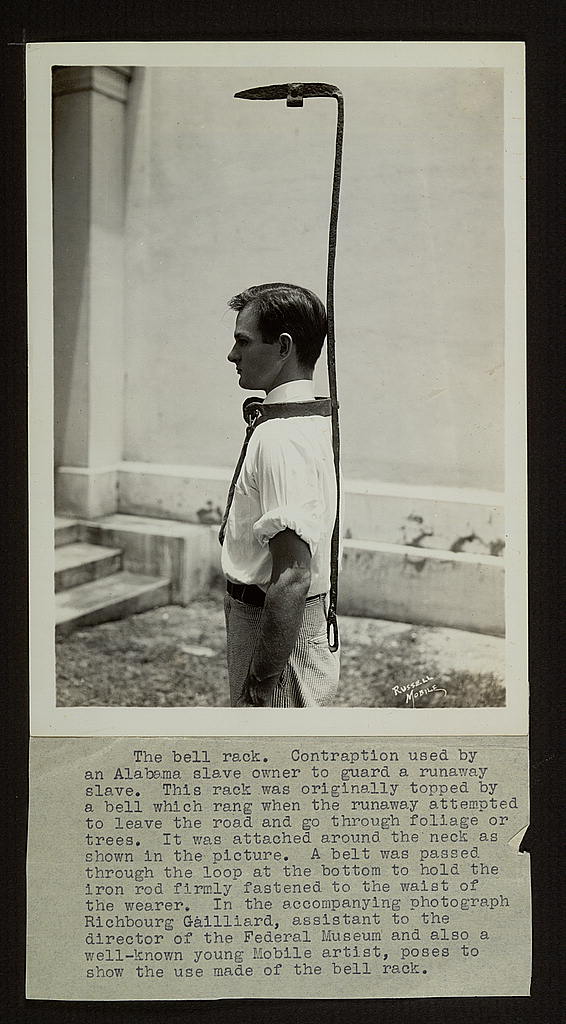 RUSSELL
MOBILE
The bell rack. Contraption used by
an Alabama slave owner to guard a runaway
slave. This rack was originally topped by
a bell which rang when the runaway attempted
to leave the road and go through foliage or
trees. It was attached around the neck as
shown in the picture. A belt was passed
through the loop at the bottom to hold the
iron rod firmly fastened to the waist of
the wearer. In the accompanying photograph
Richbourg Gailliard, assistant to the
director of the Federal Museum and also a
well-known young Mobile artist, poses to
show the use made of the bell rack.